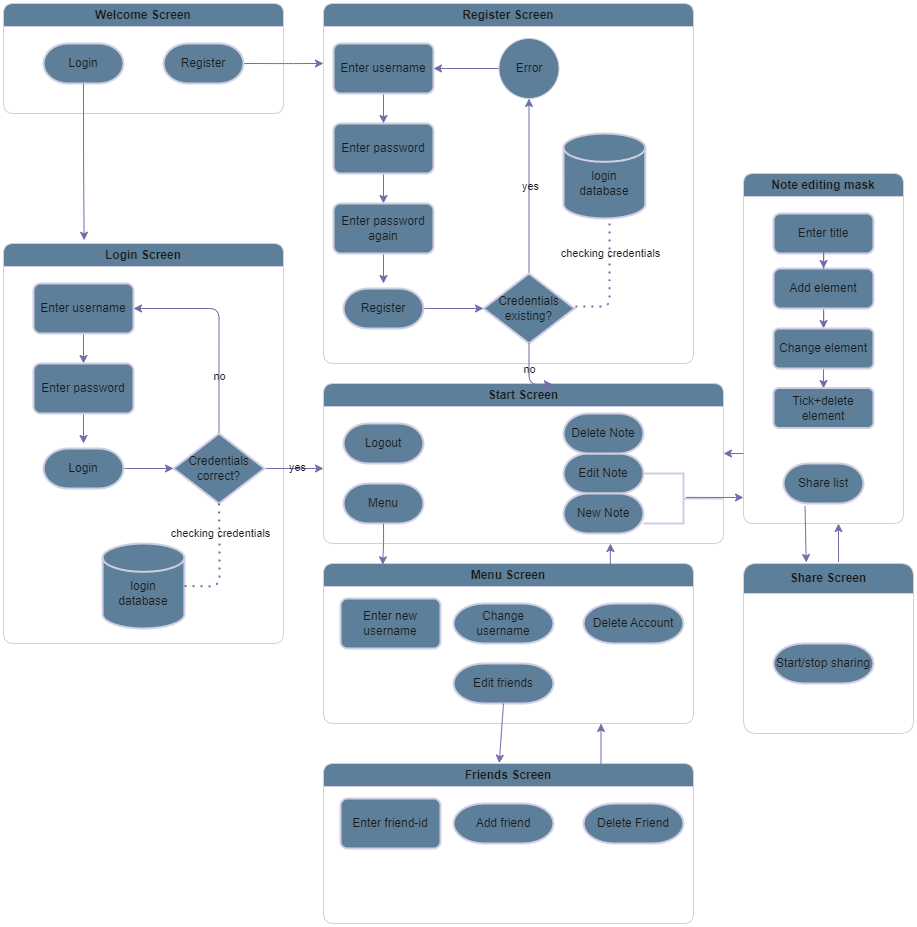 Welcome Screen
Login
Register
Register Screen
Enter username
Error
Enter password
yes
login
database
Enter password
again
checking credentials
Register
Credentials
existing?
no
Login Screen
Enter username
no
Enter password
Login
Credentials
correct?
yes
checking credentials
login
database
Start Screen
Logout
Menu
Delete Note
Edit Note
New Note
Note editing mask
Enter title
Add element
Change element
Tick+delete
element
Share list
Menu Screen
Enter new
username
Change
username
Delete Account
Edit friends
Share Screen
Start/stop sharing
Friends Screen
Enter friend-id
Add friend
Delete Friend